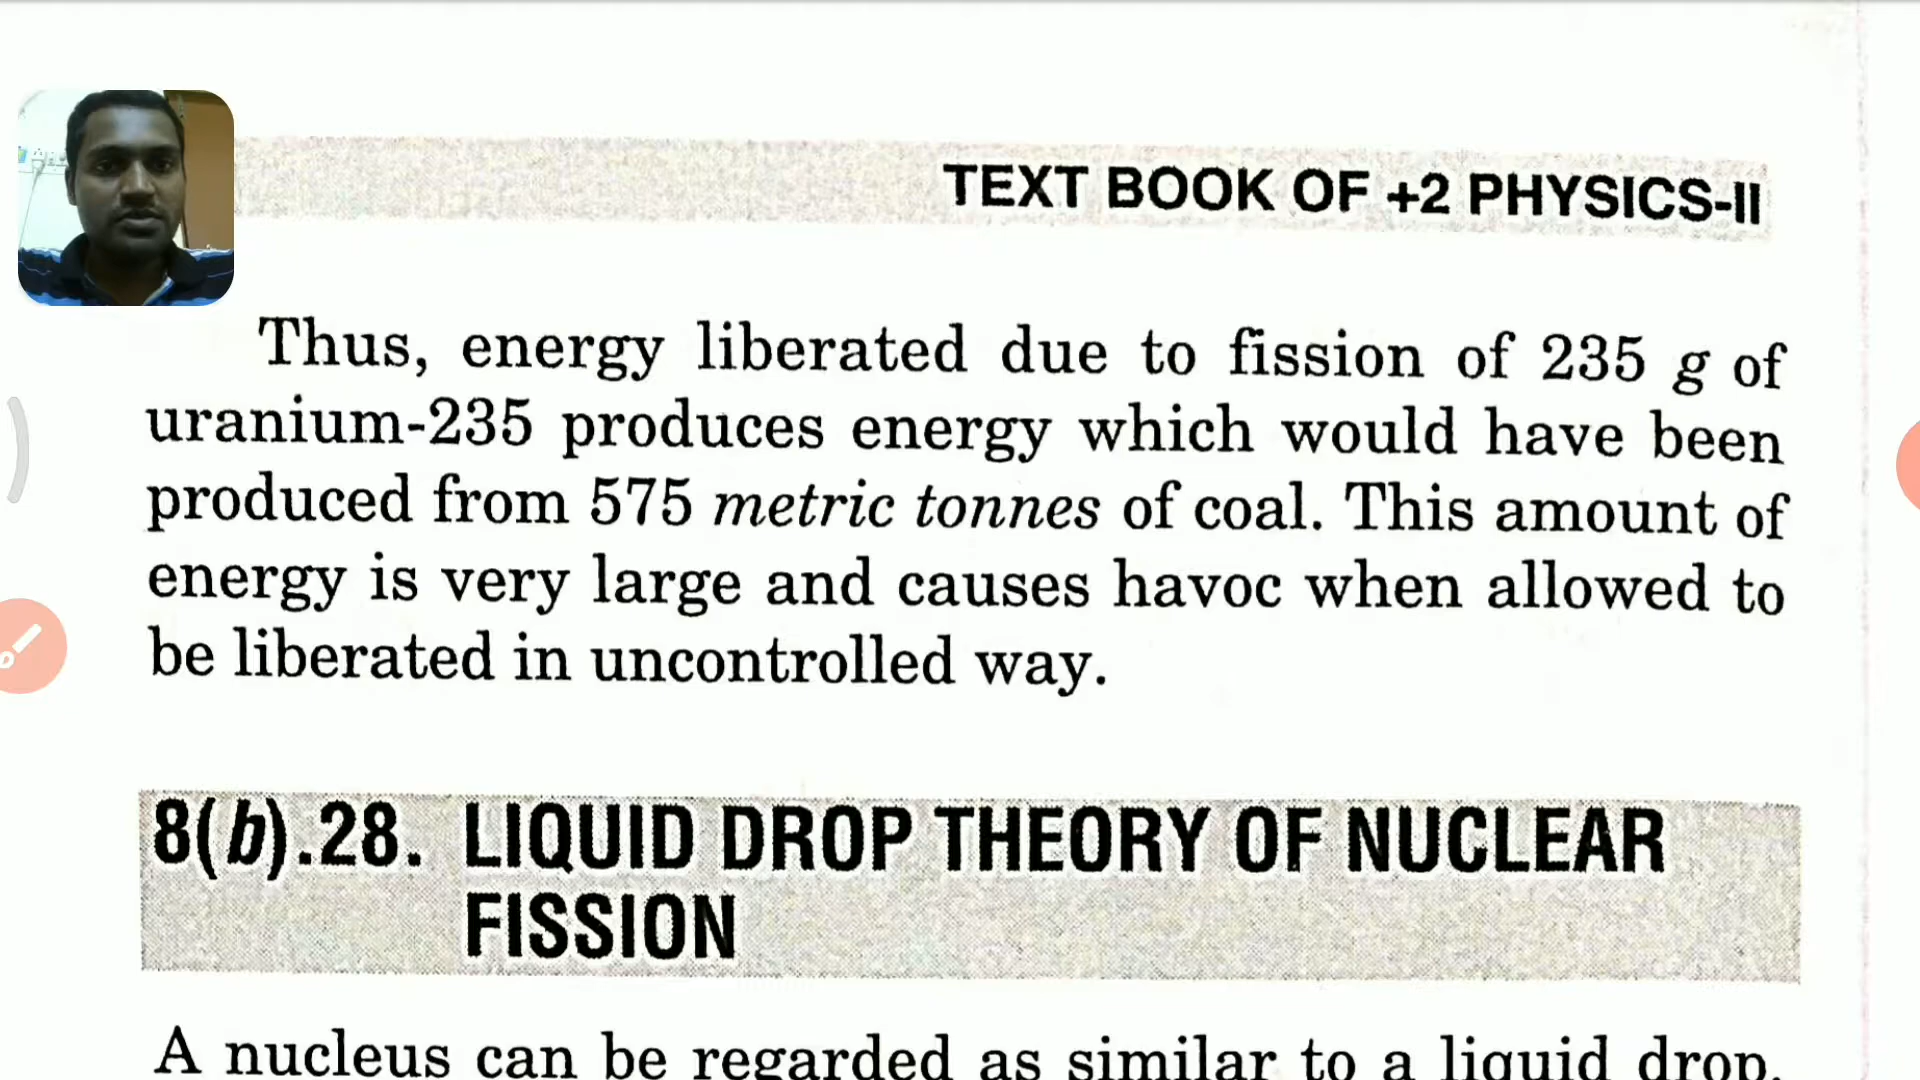 TEXT BOOK OF +2 PHYSICS-II
Thus, energy liberated due to fission of 235 g of
uranium-235 produces energy which would have been
produced from 575 metric tonnes of coal. This amount of
energy is very large and causes havoc when allowed to
be liberated in uncontrolled way.
8(b).28. LIQUID DROP THEORY OF NUCLEAR
FISSION
A nucleus can be regarded as similar to a liquid drop.